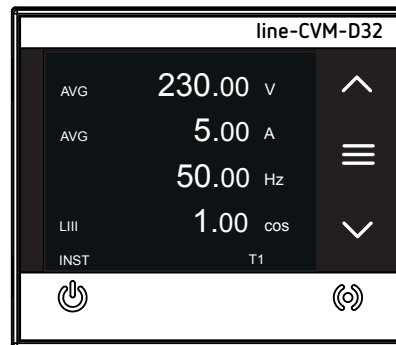 line-CVM-D32
AVG 230.00 V
AVG 5.00 A
50.00 Hz
LIII 1.00 cos
INST T1